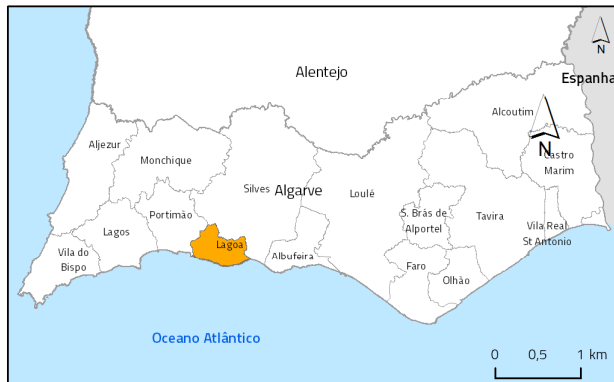 N
Alentejo
Espanha
Alcoutim
N
Aljezur
Monchique
Castro
Marim
Silves
Algarve
Loulé
Portimão
S. Brás de
Alportel
Tavira
Lagos
Lagoa
Vila Real
St Antonio
Vila do
Bispo
Albufeira
Faro
Olhão
Oceano Atlântico
0 0,5 1 km